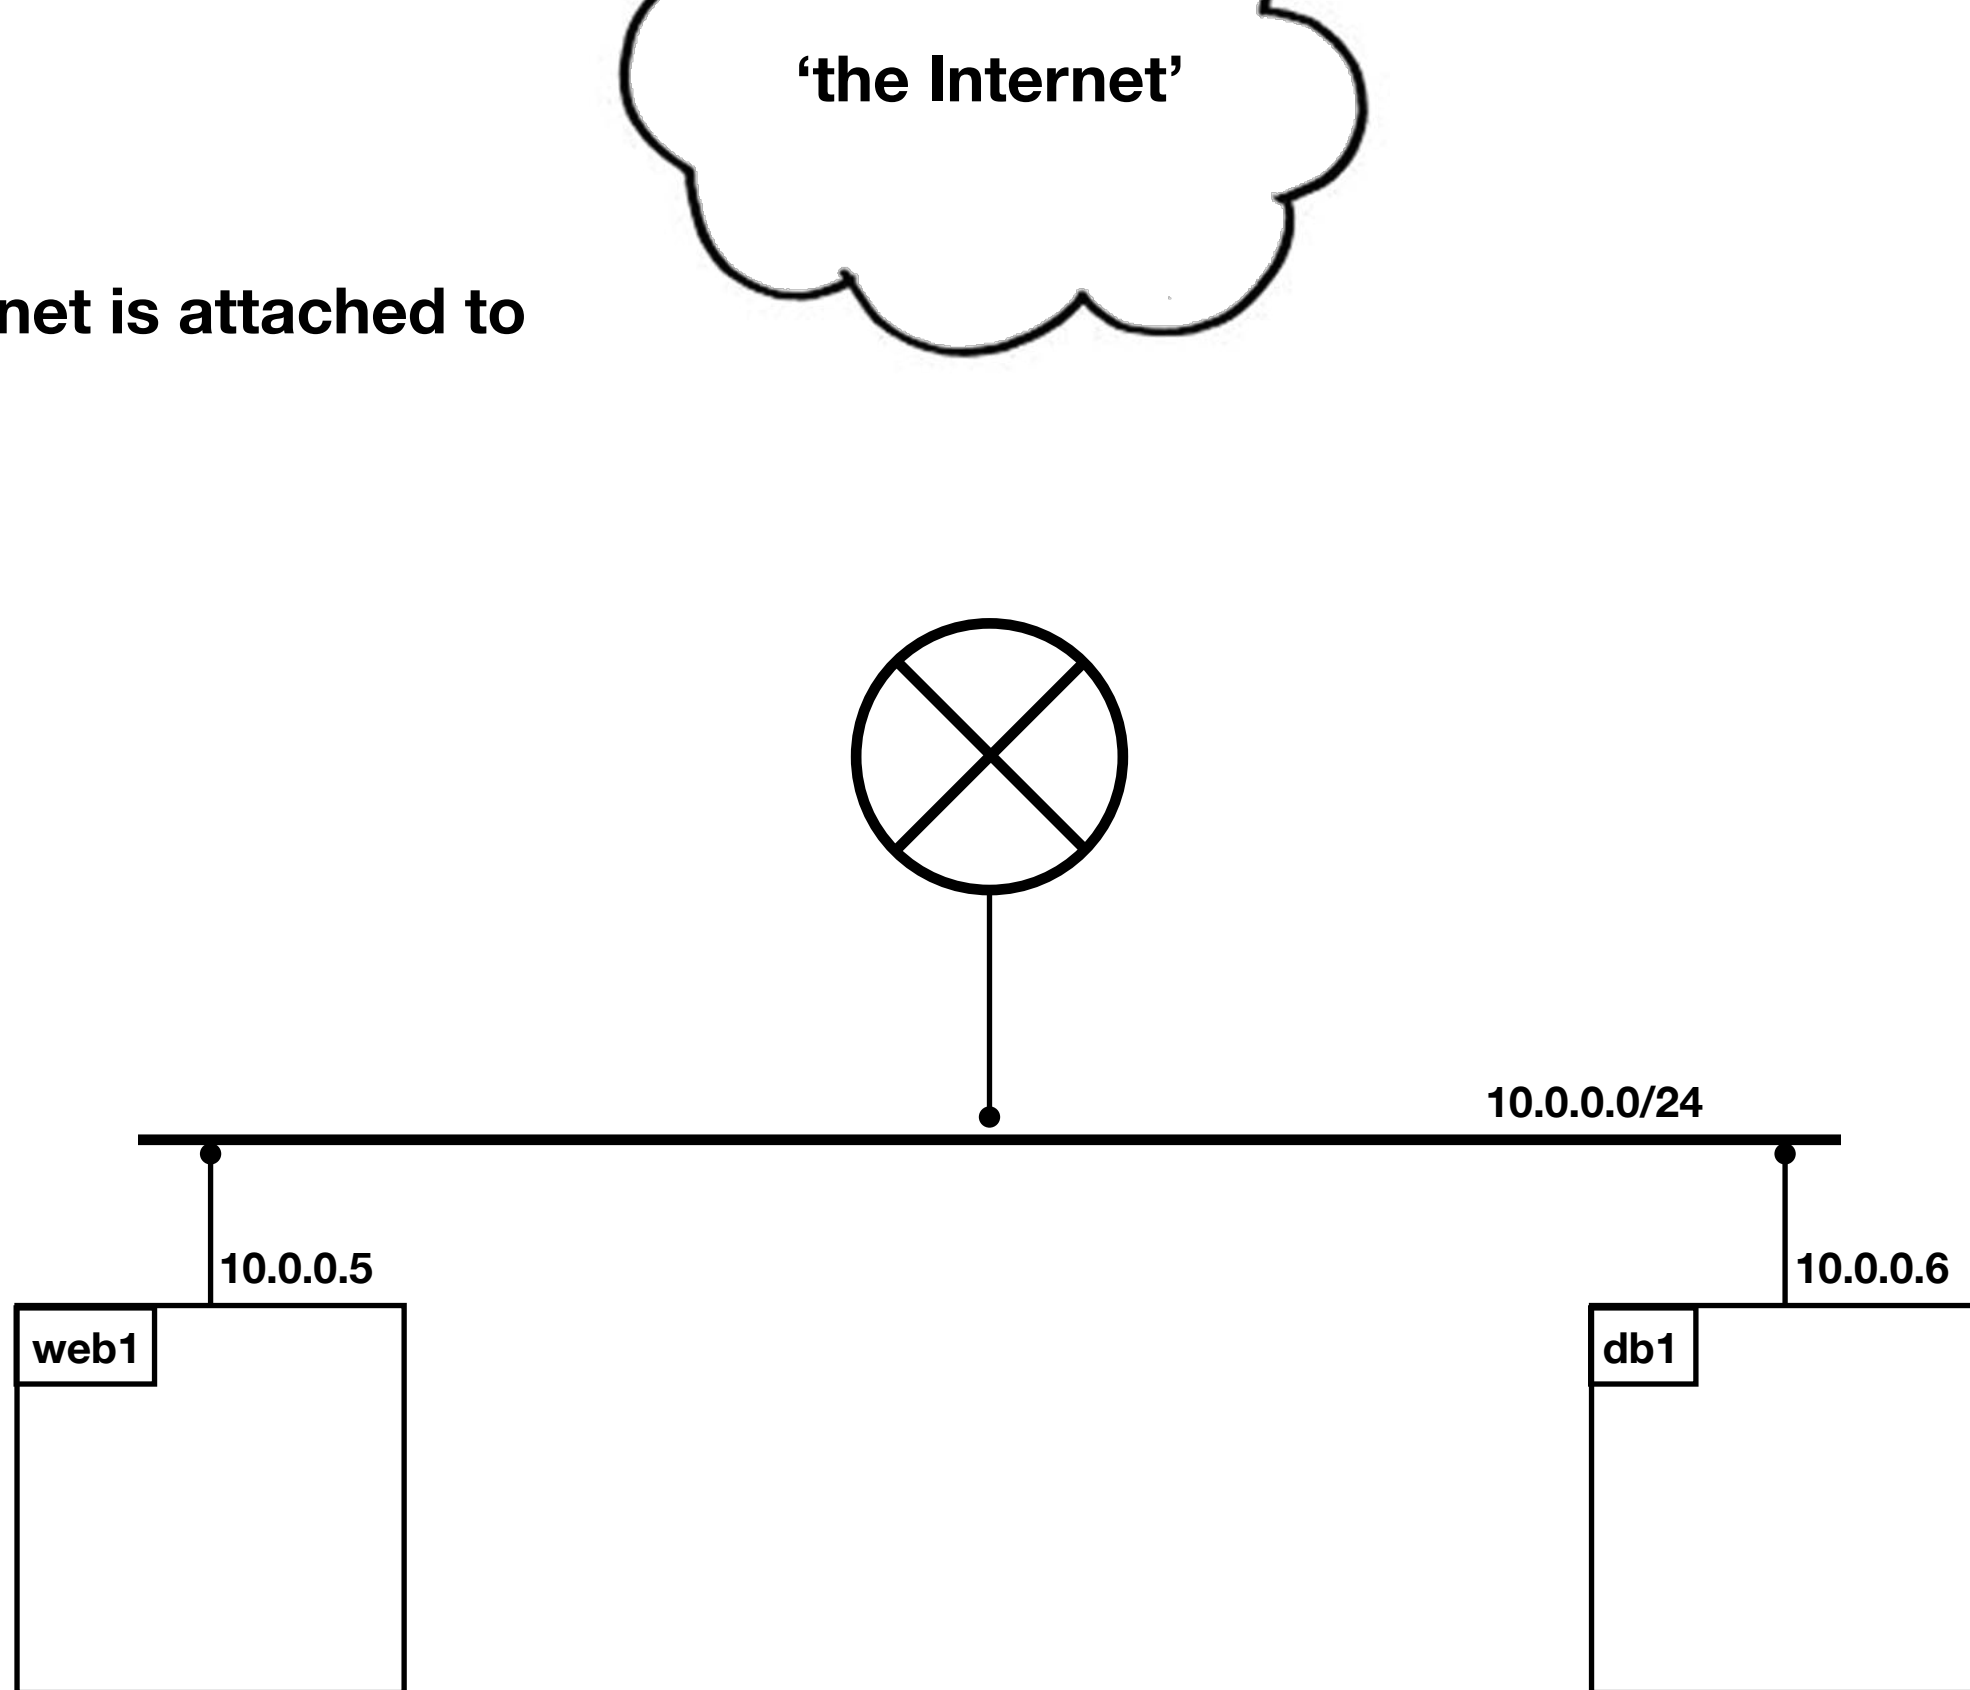 ‘the Internet’
net is attached to
10.0.0.0/24
10.0.0.5
10.0.0.6
web1
db1